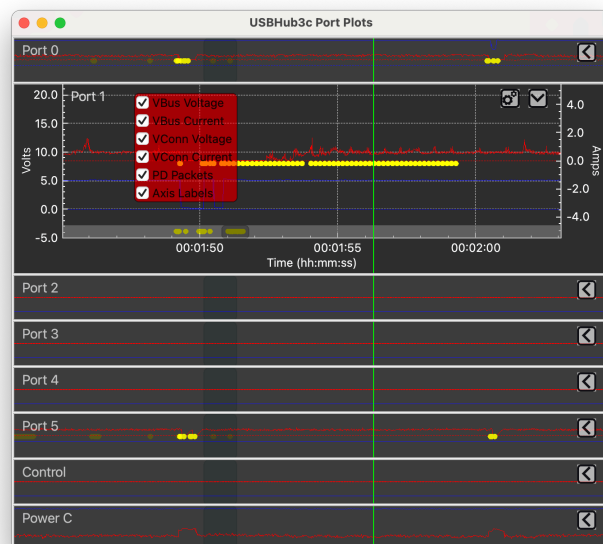 USBHub3c Port Plots
Port 0
Port 1
20.0
15.0
10.0
5.0
0.0
-5.0
Volts
VBus Voltage
VBus Current
VConn Voltage
VConn Current
PD Packets
Axis Labels
4.0
2.0
0.0
-2.0
-4.0
Amps
00:01:50 00:01:55 00:02:00
Time (hh:mm:ss)
Port 2
Port 3
Port 4
Port 5
Control
Power C